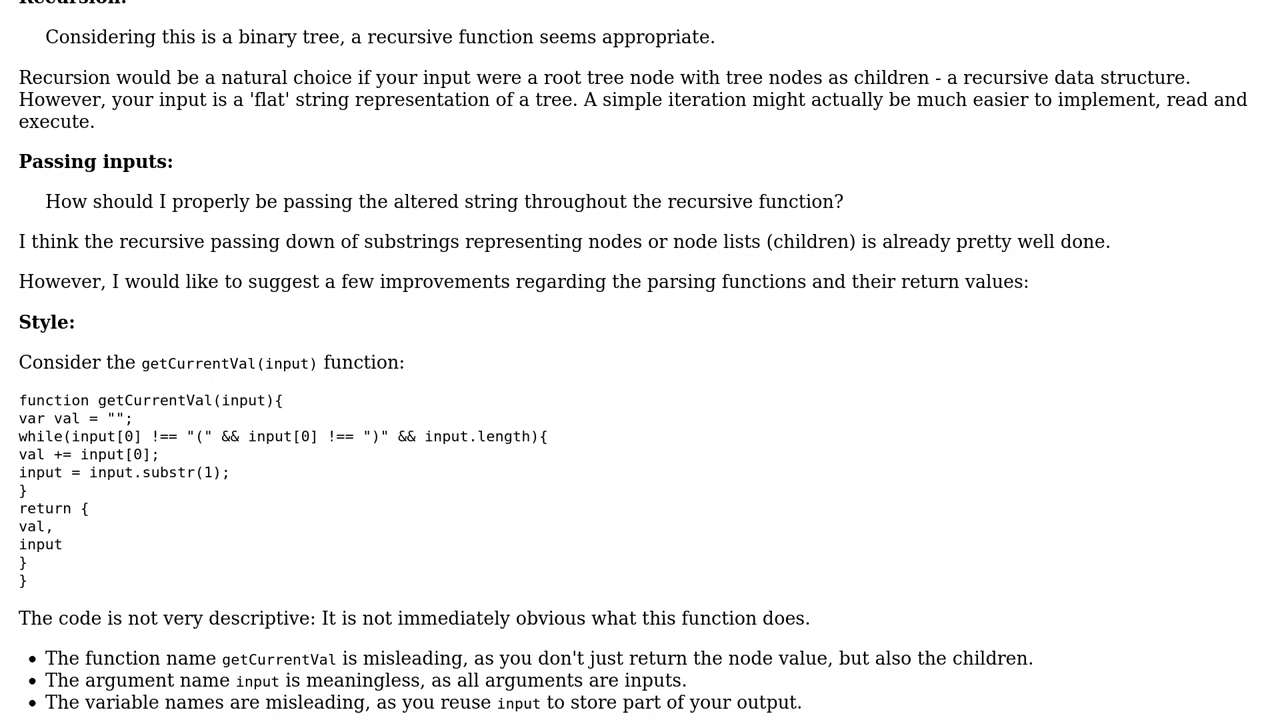 Recursion:
Considering this is a binary tree, a recursive function seems appropriate.
Recursion would be a natural choice if your input were a root tree node with tree nodes as children - a recursive data structure.
However, your input is a 'flat' string representation of a tree. A simple iteration might actually be much easier to implement, read and
execute.
Passing inputs:
How should I properly be passing the altered string throughout the recursive function?
I think the recursive passing down of substrings representing nodes or node lists (children) is already pretty well done.
However, I would like to suggest a few improvements regarding the parsing functions and their return values:
Style:
Consider the getCurrentVal(input) function:
function getCurrentVal(input){
var val = "";
while(input[0] !== "(" && input[0] !== ")" && input.length){
val += input[0];
input = input.substr(1);
}
return {
val,
input
}
}
The code is not very descriptive: It is not immediately obvious what this function does.
• The function name getCurrentVal is misleading, as you don't just return the node value, but also the children.
• The argument name input is meaningless, as all arguments are inputs.
• The variable names are misleading, as you reuse input to store part of your output.